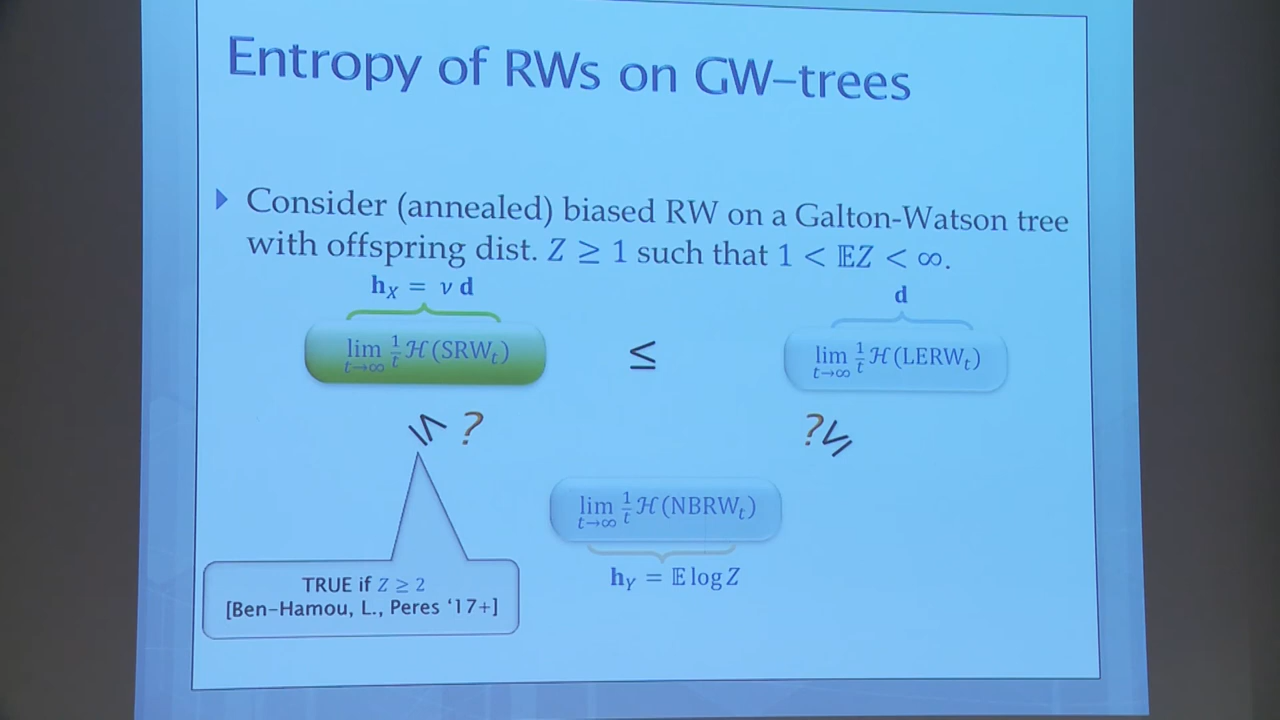 Entropy of RWs on GW-trees
Consider (annealed) biased RW on a Galton-Watson tree
with offspring dist. Z ≥ 1 such that 1 < 𝔼Z < ∞.
h_X = ν d
d
lim_{t→∞} 1/t ℋ(SRW_t)
≤
lim_{t→∞} 1/t ℋ(LERW_t)
≤ ?
? ≤
lim_{t→∞} 1/t ℋ(NBRW_t)
h_Y = 𝔼 log Z
TRUE if Z ≥ 2
[Ben-Hamou, L., Peres '17+]